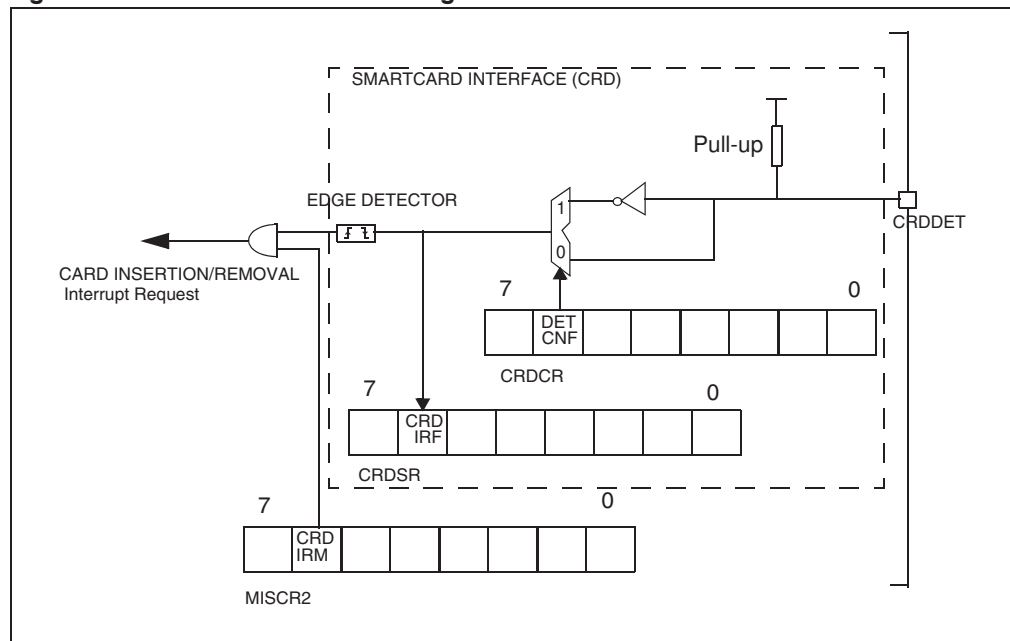 SMARTCARD INTERFACE (CRD)
Pull-up
EDGE DETECTOR
1
CRDDET
0
CARD INSERTION/REMOVAL
Interrupt Request
7 0
DET
CNF
CRDCR
7 0
CRD
IRF
CRDSR
7 0
CRD
IRM
MISCR2